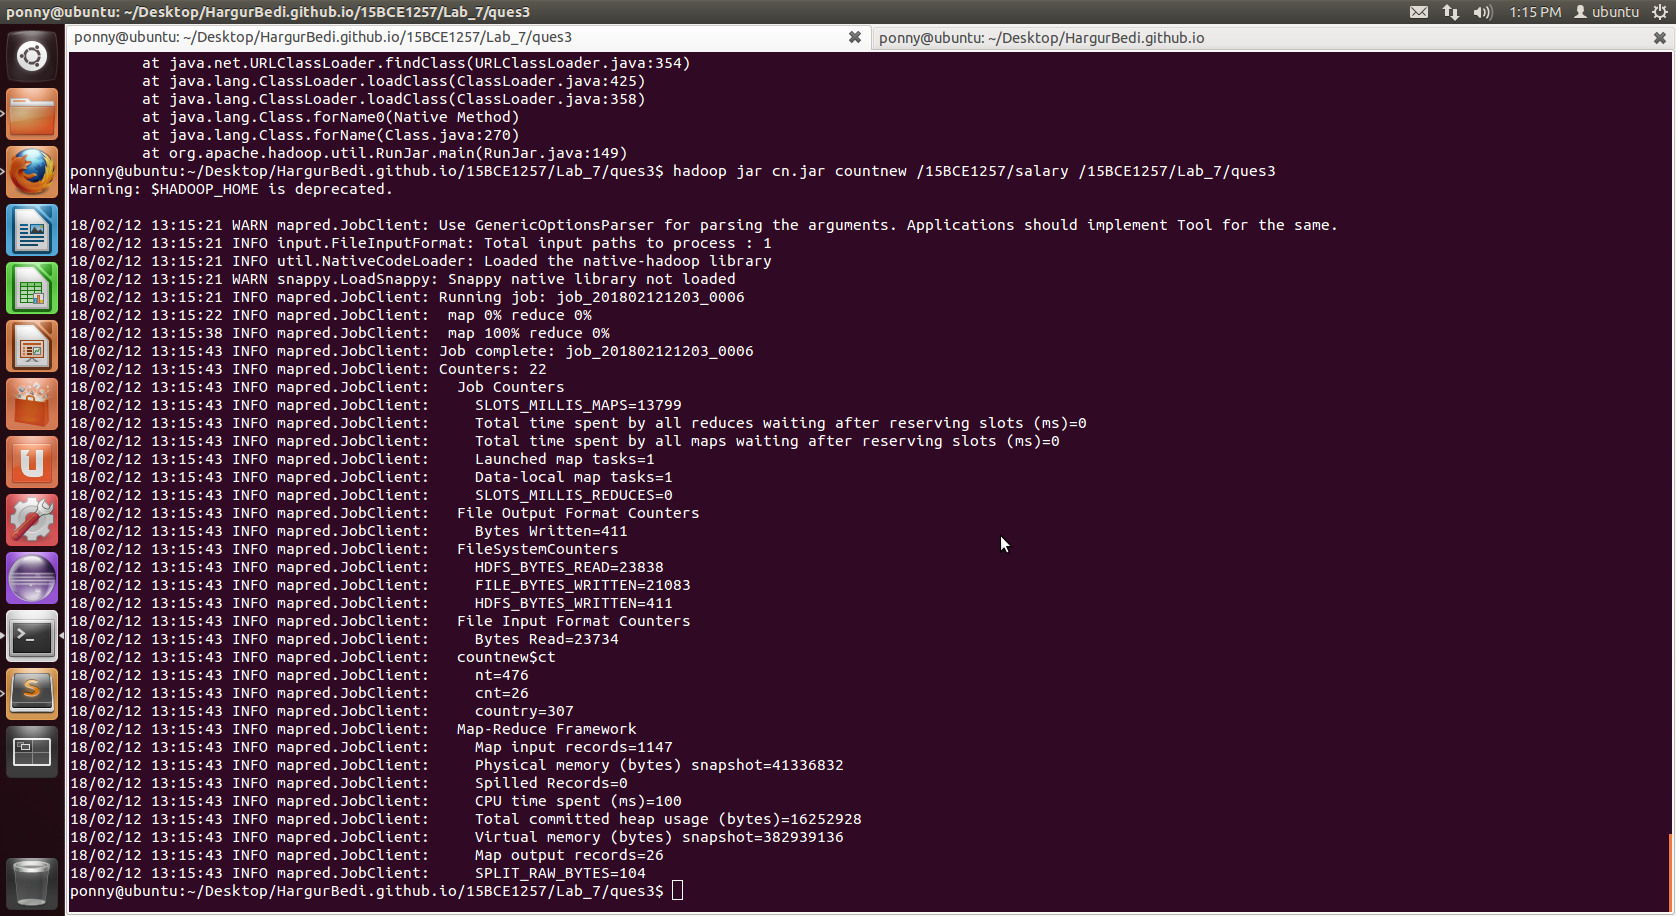 ponny@ubuntu: ~/Desktop/HargurBedi.github.io/15BCE1257/Lab_7/ques3
1:15 PM
ubuntu
ponny@ubuntu: ~/Desktop/HargurBedi.github.io/15BCE1257/Lab_7/ques3
ponny@ubuntu: ~/Desktop/HargurBedi.github.io
        at java.net.URLClassLoader.findClass(URLClassLoader.java:354)
        at java.lang.ClassLoader.loadClass(ClassLoader.java:425)
        at java.lang.ClassLoader.loadClass(ClassLoader.java:358)
        at java.lang.Class.forName0(Native Method)
        at java.lang.Class.forName(Class.java:270)
        at org.apache.hadoop.util.RunJar.main(RunJar.java:149)
ponny@ubuntu:~/Desktop/HargurBedi.github.io/15BCE1257/Lab_7/ques3$ hadoop jar cn.jar countnew /15BCE1257/salary /15BCE1257/Lab_7/ques3
Warning: $HADOOP_HOME is deprecated.
18/02/12 13:15:21 WARN mapred.JobClient: Use GenericOptionsParser for parsing the arguments. Applications should implement Tool for the same.
18/02/12 13:15:21 INFO input.FileInputFormat: Total input paths to process : 1
18/02/12 13:15:21 INFO util.NativeCodeLoader: Loaded the native-hadoop library
18/02/12 13:15:21 WARN snappy.LoadSnappy: Snappy native library not loaded
18/02/12 13:15:21 INFO mapred.JobClient: Running job: job_201802121203_0006
18/02/12 13:15:22 INFO mapred.JobClient:  map 0% reduce 0%
18/02/12 13:15:38 INFO mapred.JobClient:  map 100% reduce 0%
18/02/12 13:15:43 INFO mapred.JobClient: Job complete: job_201802121203_0006
18/02/12 13:15:43 INFO mapred.JobClient: Counters: 22
18/02/12 13:15:43 INFO mapred.JobClient:   Job Counters
18/02/12 13:15:43 INFO mapred.JobClient:     SLOTS_MILLIS_MAPS=13799
18/02/12 13:15:43 INFO mapred.JobClient:     Total time spent by all reduces waiting after reserving slots (ms)=0
18/02/12 13:15:43 INFO mapred.JobClient:     Total time spent by all maps waiting after reserving slots (ms)=0
18/02/12 13:15:43 INFO mapred.JobClient:     Launched map tasks=1
18/02/12 13:15:43 INFO mapred.JobClient:     Data-local map tasks=1
18/02/12 13:15:43 INFO mapred.JobClient:     SLOTS_MILLIS_REDUCES=0
18/02/12 13:15:43 INFO mapred.JobClient:   File Output Format Counters
18/02/12 13:15:43 INFO mapred.JobClient:     Bytes Written=411
18/02/12 13:15:43 INFO mapred.JobClient:   FileSystemCounters
18/02/12 13:15:43 INFO mapred.JobClient:     HDFS_BYTES_READ=23838
18/02/12 13:15:43 INFO mapred.JobClient:     FILE_BYTES_WRITTEN=21083
18/02/12 13:15:43 INFO mapred.JobClient:     HDFS_BYTES_WRITTEN=411
18/02/12 13:15:43 INFO mapred.JobClient:   File Input Format Counters
18/02/12 13:15:43 INFO mapred.JobClient:     Bytes Read=23734
18/02/12 13:15:43 INFO mapred.JobClient:   countnew$ct
18/02/12 13:15:43 INFO mapred.JobClient:     nt=476
18/02/12 13:15:43 INFO mapred.JobClient:     cnt=26
18/02/12 13:15:43 INFO mapred.JobClient:     country=307
18/02/12 13:15:43 INFO mapred.JobClient:   Map-Reduce Framework
18/02/12 13:15:43 INFO mapred.JobClient:     Map input records=1147
18/02/12 13:15:43 INFO mapred.JobClient:     Physical memory (bytes) snapshot=41336832
18/02/12 13:15:43 INFO mapred.JobClient:     Spilled Records=0
18/02/12 13:15:43 INFO mapred.JobClient:     CPU time spent (ms)=100
18/02/12 13:15:43 INFO mapred.JobClient:     Total committed heap usage (bytes)=16252928
18/02/12 13:15:43 INFO mapred.JobClient:     Virtual memory (bytes) snapshot=382939136
18/02/12 13:15:43 INFO mapred.JobClient:     Map output records=26
18/02/12 13:15:43 INFO mapred.JobClient:     SPLIT_RAW_BYTES=104
ponny@ubuntu:~/Desktop/HargurBedi.github.io/15BCE1257/Lab_7/ques3$